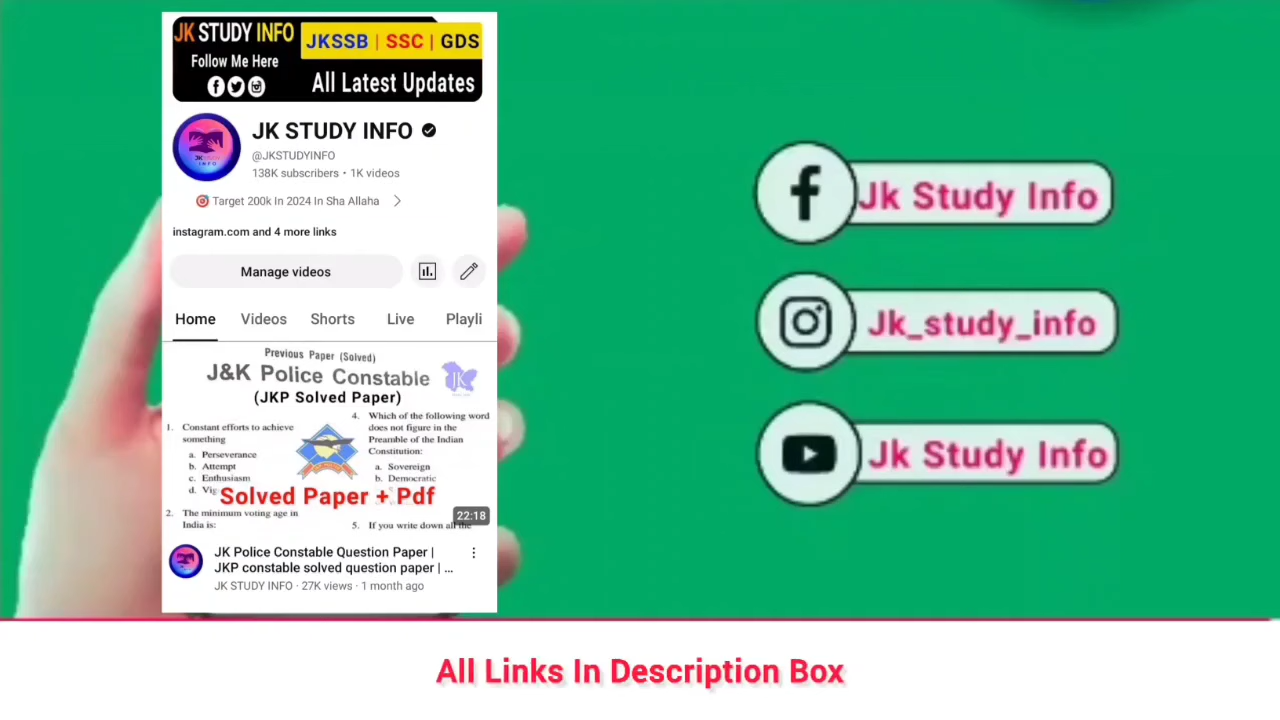 JK STUDY INFO
Follow Me Here
JKSSB | SSC | GDS
All Latest Updates
JK STUDY INFO
@JKSTUDYINFO
138K subscribers • 1K videos
Target 200k In 2024 In Sha Allaha
instagram.com and 4 more links
Manage videos
Home Videos Shorts Live Playli
Previous Paper (Solved)
J&K Police Constable
JK
(JKP Solved Paper)
1. Constant efforts to achieve
something
a. Perseverance
b. Attempt
c. Enthusiasm
d.
2. The minimum voting age in
India is:
4. Which of the following word
does not figure in the
Preamble of the Indian
Constitution:
a. Sovereign
b. Democratic
5. If you write down all the
Solved Paper + Pdf
22:18
JK Police Constable Question Paper |
JKP constable solved question paper | ...
JK STUDY INFO · 27K views · 1 month ago
Jk Study Info
Jk_study_info
Jk Study Info
All Links In Description Box